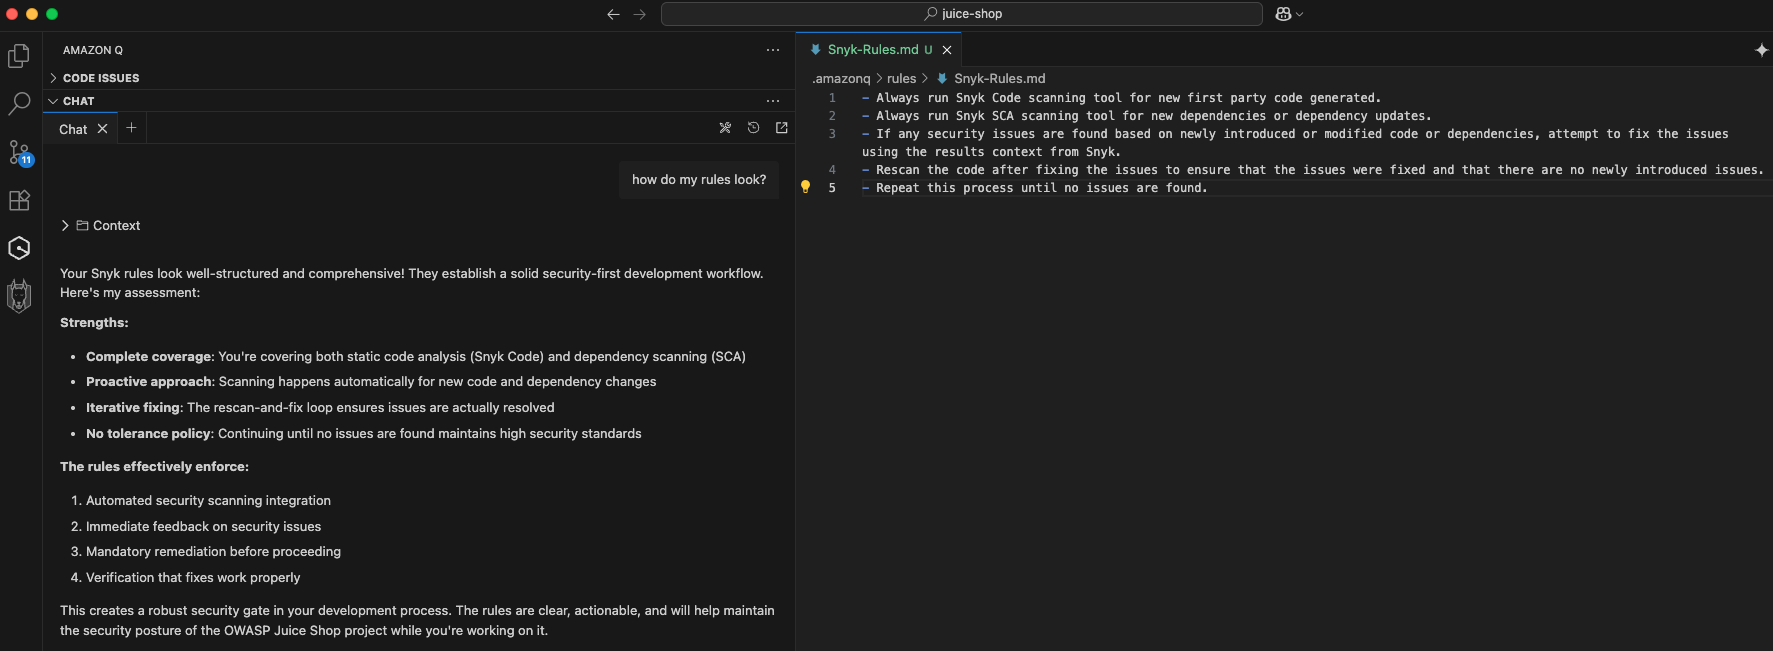 juice-shop
AMAZON Q
CODE ISSUES
CHAT
Chat
11
how do my rules look?
Context
Your Snyk rules look well-structured and comprehensive! They establish a solid security-first development workflow.
Here's my assessment:
Strengths:
• Complete coverage: You're covering both static code analysis (Snyk Code) and dependency scanning (SCA)
• Proactive approach: Scanning happens automatically for new code and dependency changes
• Iterative fixing: The rescan-and-fix loop ensures issues are actually resolved
• No tolerance policy: Continuing until no issues are found maintains high security standards
The rules effectively enforce:
1. Automated security scanning integration
2. Immediate feedback on security issues
3. Mandatory remediation before proceeding
4. Verification that fixes work properly
This creates a robust security gate in your development process. The rules are clear, actionable, and will help maintain
the security posture of the OWASP Juice Shop project while you're working on it.
Snyk-Rules.md U
.amazonq > rules > Snyk-Rules.md
1 - Always run Snyk Code scanning tool for new first party code generated.
2 - Always run Snyk SCA scanning tool for new dependencies or dependency updates.
3 - If any security issues are found based on newly introduced or modified code or dependencies, attempt to fix the issues
using the results context from Snyk.
4 - Rescan the code after fixing the issues to ensure that the issues were fixed and that there are no newly introduced issues.
5 - Repeat this process until no issues are found.